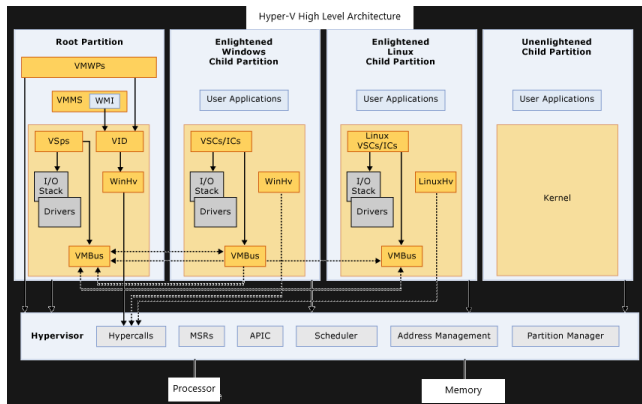 Hyper-V High Level Architecture
Root Partition
VMWPs
VMMS
WMI
VSps
VID
I/O
Stack
Drivers
WinHv
VMBus
Enlightened
Windows
Child Partition
User Applications
VSCs/ICs
I/O
Stack
Drivers
WinHv
VMBus
Enlightened
Linux
Child Partition
User Applications
Linux
VSCs/ICs
I/O
Stack
Drivers
LinuxHv
VMBus
Unenlightened
Child Partition
User Applications
Kernel
Hypervisor
Hypercalls
MSRs
APIC
Scheduler
Address Management
Partition Manager
Processor
Memory